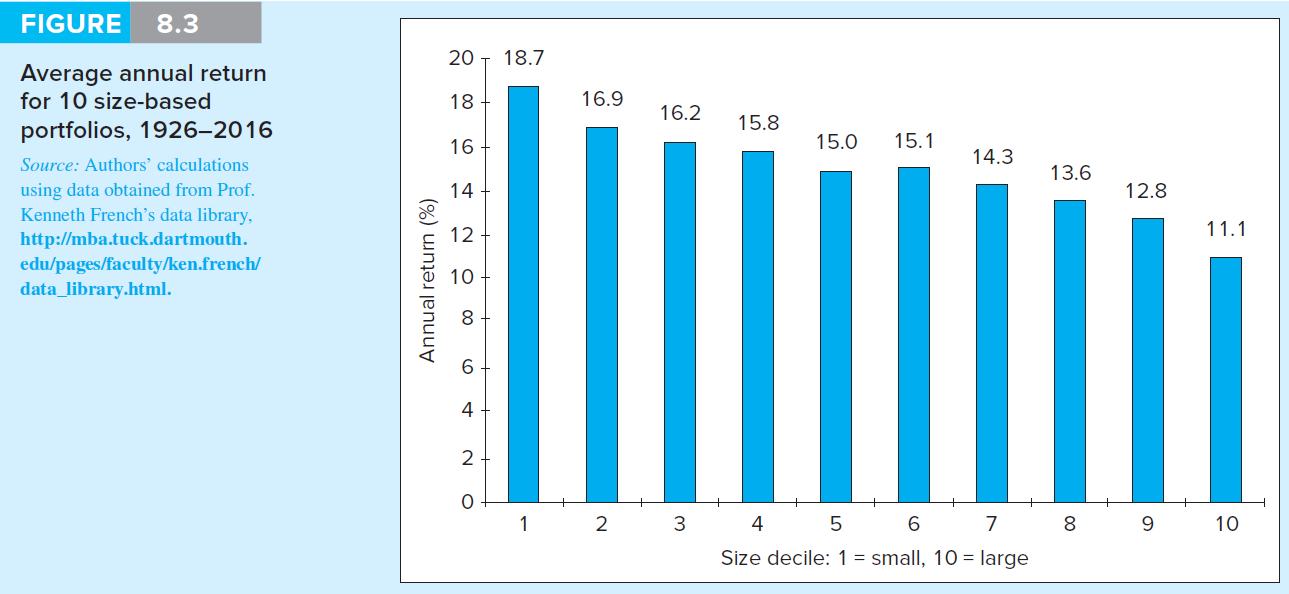 FIGURE 8.3
Average annual return
for 10 size-based
portfolios, 1926–2016
Source: Authors’ calculations
using data obtained from Prof.
Kenneth French’s data library,
http://mba.tuck.dartmouth.
edu/pages/faculty/ken.french/
data_library.html.
Annual return (%)
20
18
16
14
12
10
8
6
4
2
0
18.7
16.9
16.2
15.8
15.0
15.1
14.3
13.6
12.8
11.1
1 2 3 4 5 6 7 8 9 10
Size decile: 1 = small, 10 = large